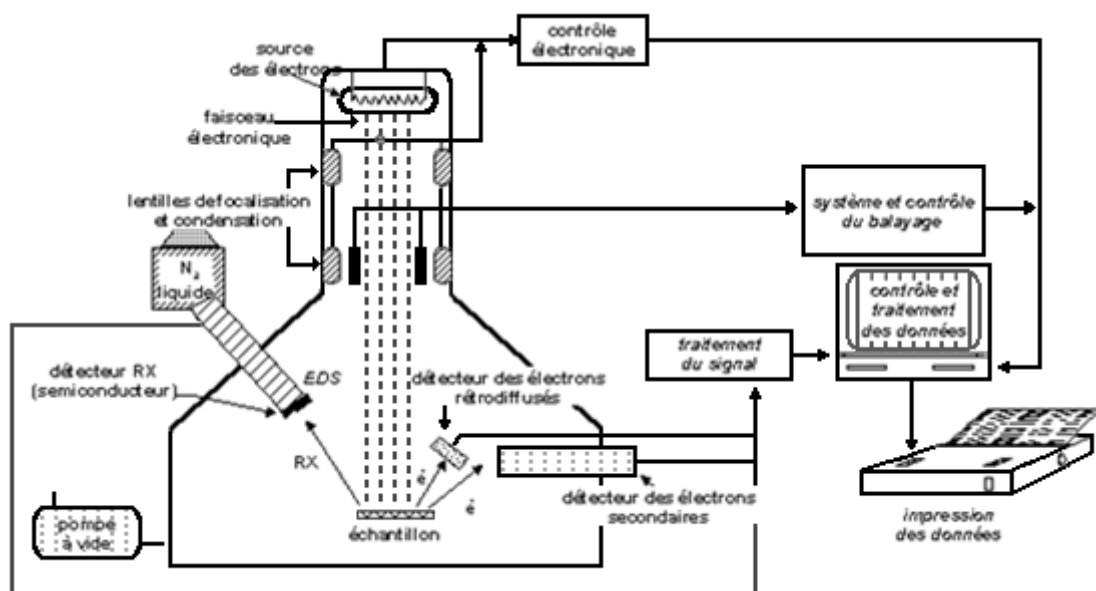 contrôle
électronique
source
des électrons
faisceau
électronique
lentilles defocalisation
et condensation
système et contrôle
du balayage
N₂
liquide
contrôle et
traitement
des données
traitement
du signal
détecteur RX
(semiconducteur)
EDS
détecteur des électrons
rétrodiffusés
RX
é
é
détecteur des électrons
secondaires
échantillon
pompe
à vide
impression
des données